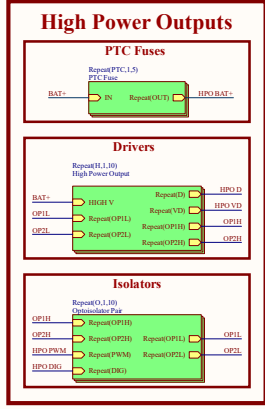 High Power Outputs
PTC Fuses
Repeat(PTC,1,5)
PTC Fuse
BAT+ IN Repeat(OUT) HPO BAT+
Drivers
Repeat(H,1,10)
High Power Output
Repeat(D) HPO D
BAT+ HIGH V
Repeat(VD) HPO VD
OP1L Repeat(OP1L)
Repeat(OP1H) OP1H
OP2L Repeat(OP2L)
Repeat(OP2H) OP2H
Isolators
Repeat(O,1,10)
Optoisolator Pair
OP1H Repeat(OP1H)
OP2H Repeat(OP2H) Repeat(OP1L) OP1L
HPO PWM Repeat(PWM) Repeat(OP2L) OP2L
HPO DIG Repeat(DIG)